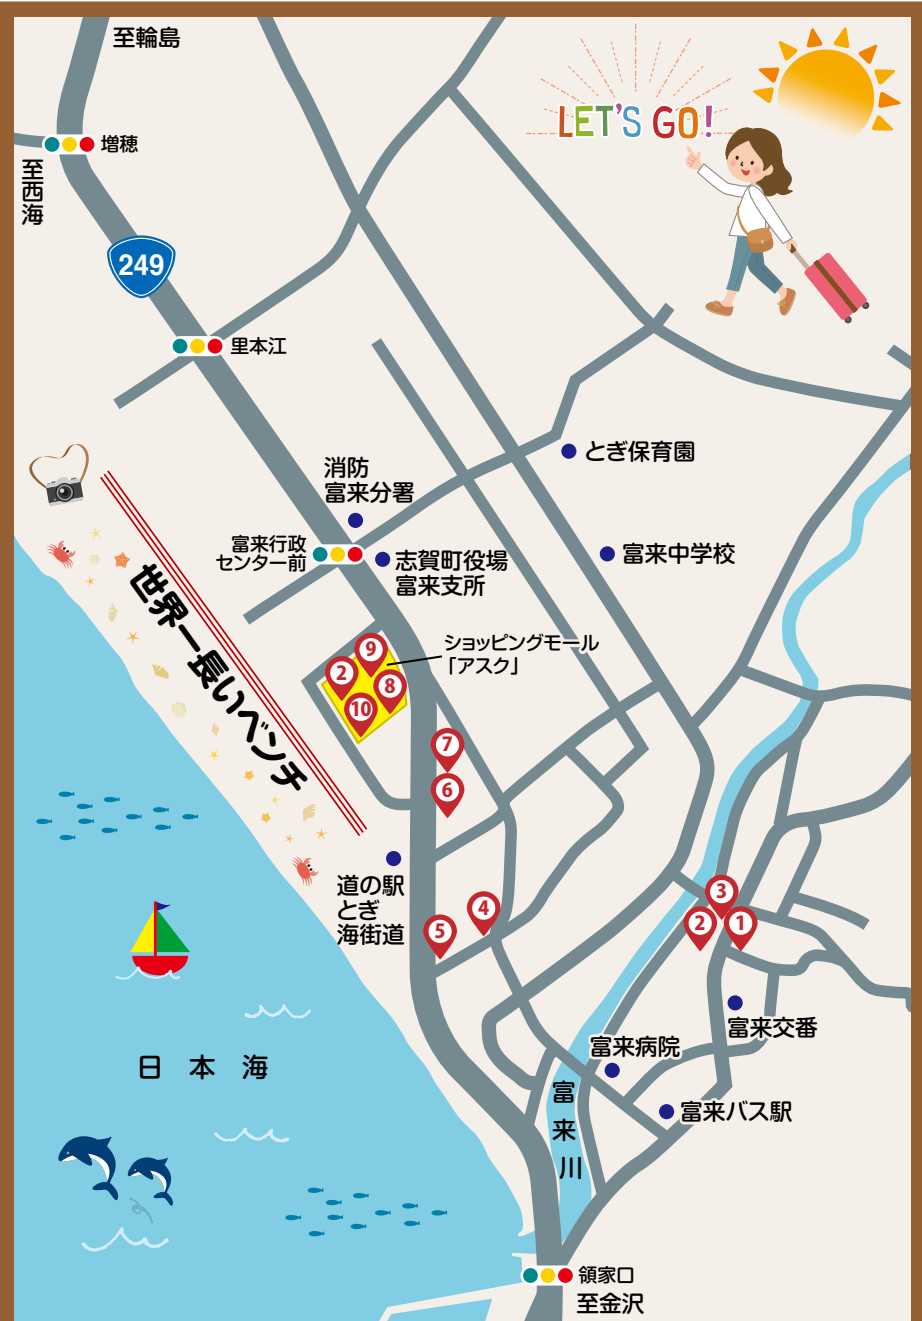 至輪島
LET'S GO!
増穂
至西海
249
里本江
とぎ保育園
消防
富来分署
富来行政
センター前
志賀町役場
富来支所
富来中学校
世界一長いベンチ
ショッピングモール
「アスク」
9
2
8
10
7
6
道の駅
とぎ
海街道
3
4
2
1
5
富来交番
富来病院
日本海
富来川
富来バス駅
領家口
至金沢